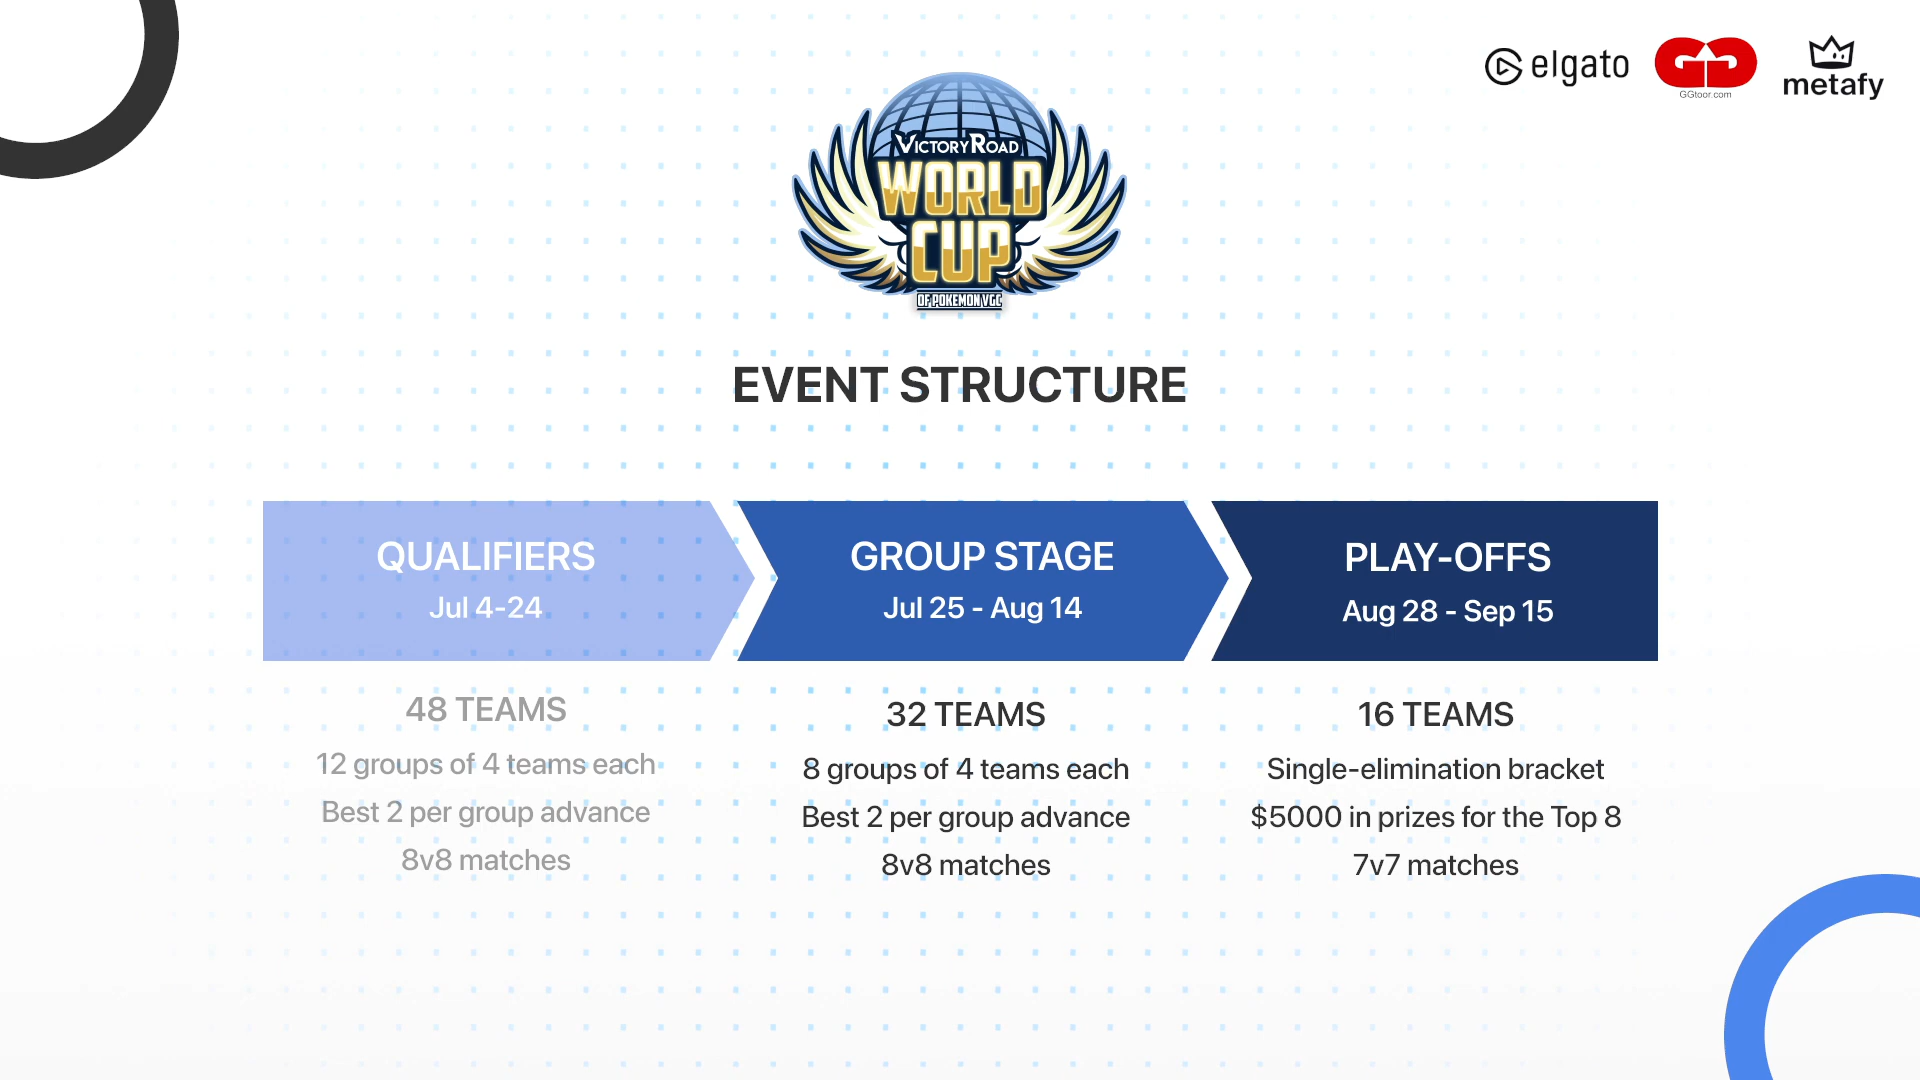 elgato
GGtoor.com
metafy
VICTORY ROAD
WORLD
CUP
OF POKEMON VGC
EVENT STRUCTURE
QUALIFIERS
Jul 4-24
48 TEAMS
12 groups of 4 teams each
Best 2 per group advance
8v8 matches
GROUP STAGE
Jul 25 - Aug 14
32 TEAMS
8 groups of 4 teams each
Best 2 per group advance
8v8 matches
PLAY-OFFS
Aug 28 - Sep 15
16 TEAMS
Single-elimination bracket
$5000 in prizes for the Top 8
7v7 matches